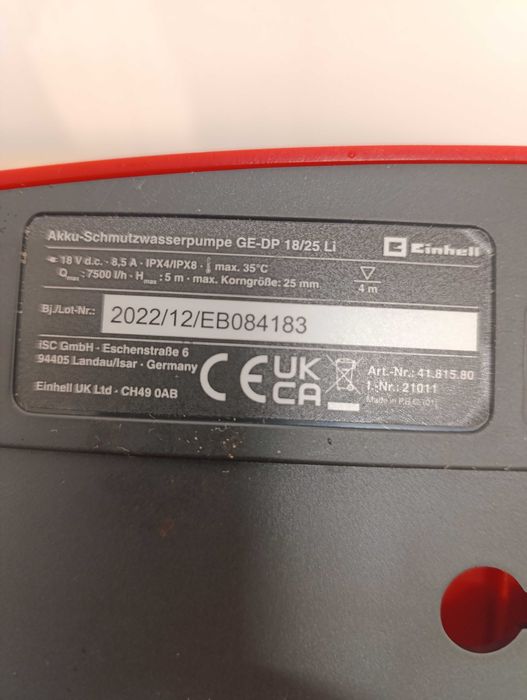 Akku-Schmutzwasserpumpe GE-DP 18/25 Li
Einhell
18 V d.c. · 8,5 A · IPX4/IPX8 · max. 35°C
Qmax: 7500 l/h · Hmax: 5 m · max. Korngröße: 25 mm
4 m
Bj./Lot-Nr.:
2022/12/EB084183
iSC GmbH · Eschenstraße 6
94405 Landau/Isar · Germany
Einhell UK Ltd · CH49 0AB
CE
UK
CA
Art.-Nr.: 41.815.80
I.-Nr.: 21011
Made in P.R.